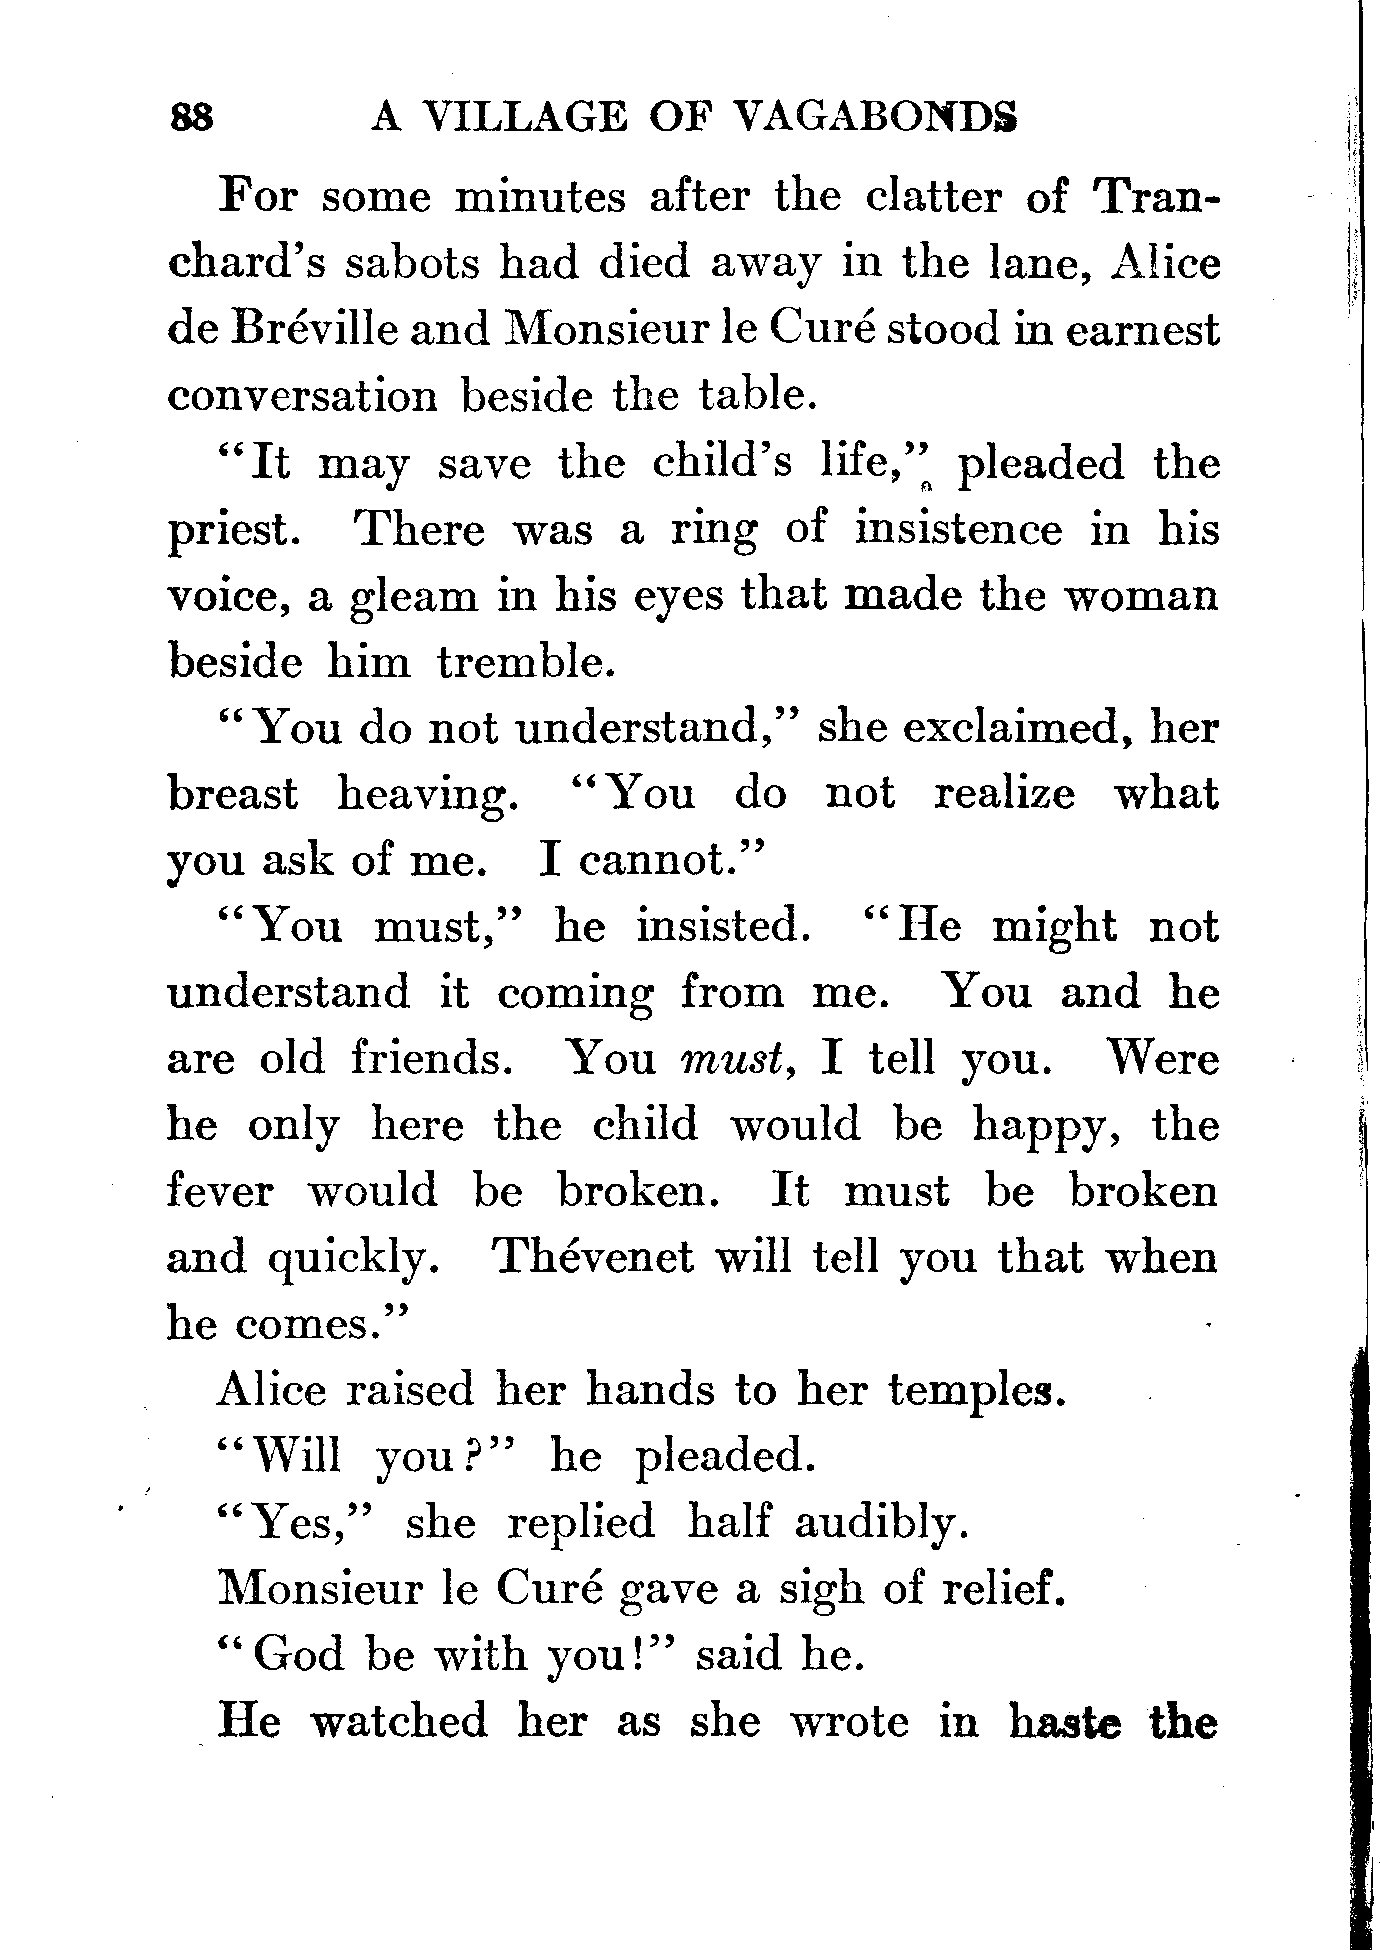 88 A VILLAGE OF VAGABONDS
For some minutes after the clatter of Tran-
chard's sabots had died away in the lane, Alice
de Bréville and Monsieur le Curé stood in earnest
conversation beside the table.
"It may save the child's life," pleaded the
priest. There was a ring of insistence in his
voice, a gleam in his eyes that made the woman
beside him tremble.
"You do not understand," she exclaimed, her
breast heaving. "You do not realize what
you ask of me. I cannot."
"You must," he insisted. "He might not
understand it coming from me. You and he
are old friends. You must, I tell you. Were
he only here the child would be happy, the
fever would be broken. It must be broken
and quickly. Thévenet will tell you that when
he comes."
Alice raised her hands to her temples.
"Will you?" he pleaded.
"Yes," she replied half audibly.
Monsieur le Curé gave a sigh of relief.
"God be with you!" said he.
He watched her as she wrote in haste the